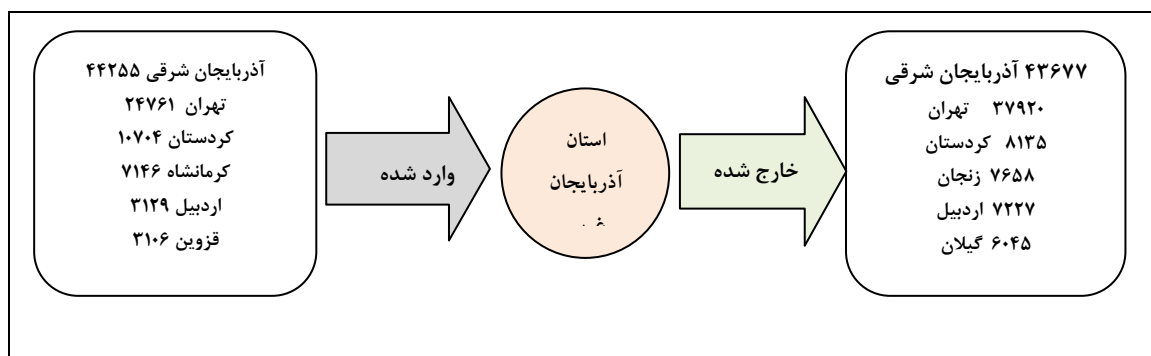 آذربایجان شرقی ۴۴۲۵۵
تهران ۲۴۷۶۱
کردستان ۱۰۷۰۴
کرمانشاه ۷۱۴۶
اردبیل ۳۱۲۹
قزوین ۳۱۰۶
وارد شده
استان
آذربایجان
خارج شده
۴۳۶۷۷ آذربایجان شرقی
۳۷۹۲۰ تهران
۸۱۳۵ کردستان
۷۶۵۸ زنجان
۷۲۲۷ اردبیل
۶۰۴۵ گیلان